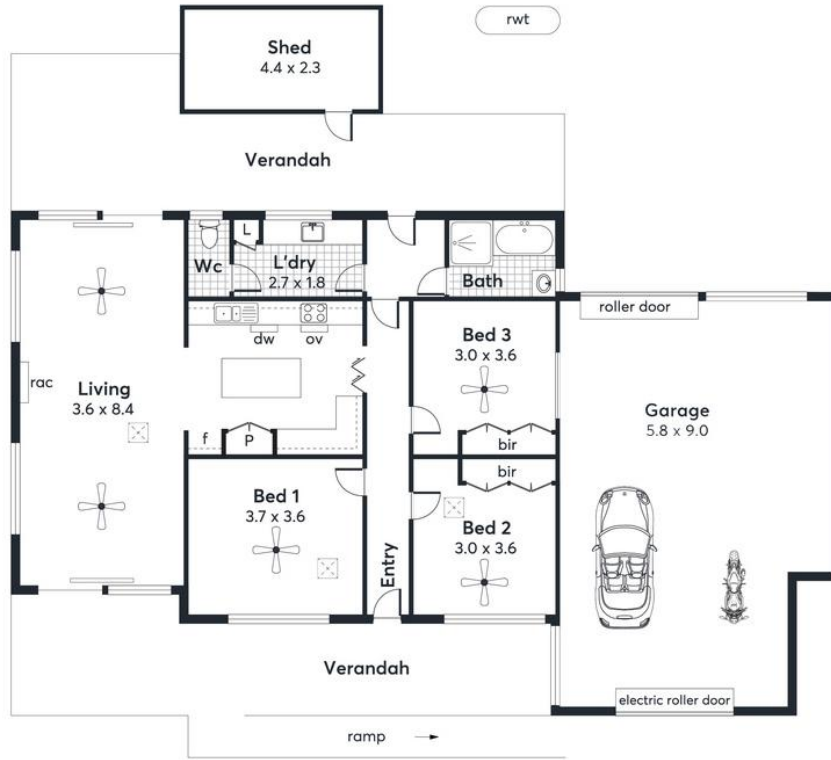 rwt
Shed
4.4 x 2.3
Verandah
L
Wc
L'dry
2.7 x 1.8
Bath
roller door
dw
ov
Bed 3
3.0 x 3.6
rac
Living
3.6 x 8.4
Garage
5.8 x 9.0
f
P
bir
bir
Bed 1
3.7 x 3.6
Bed 2
3.0 x 3.6
Entry
Verandah
electric roller door
ramp